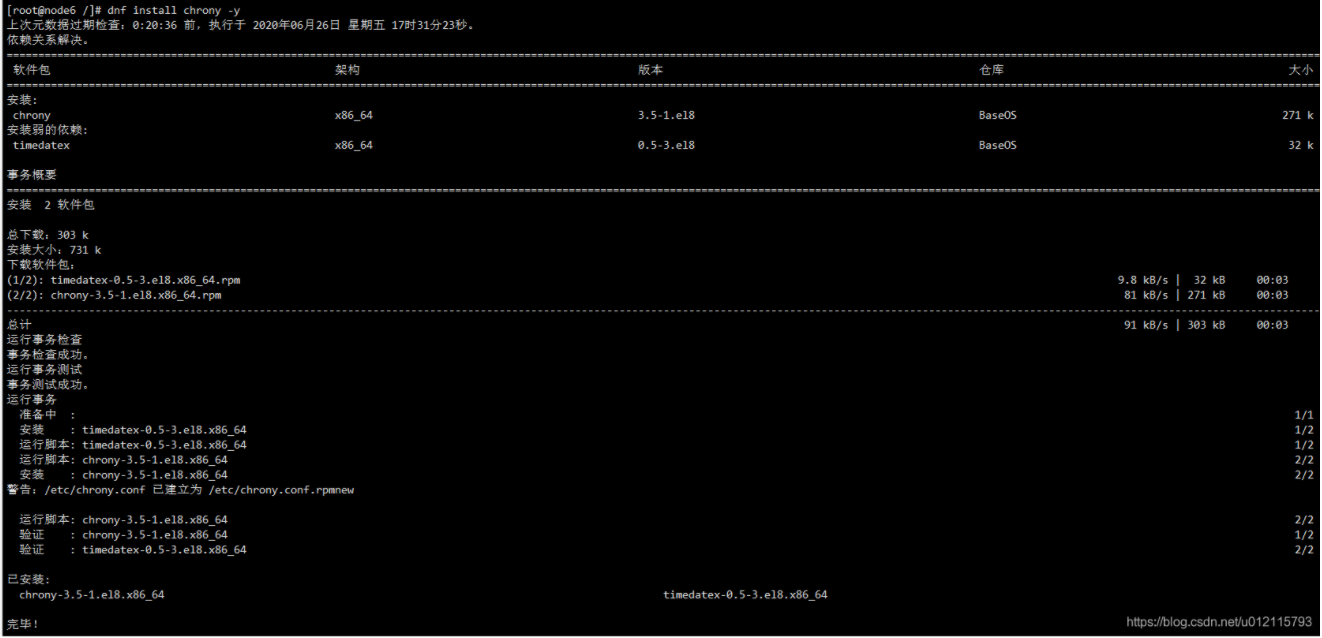 [root@node6 /]# dnf install chrony -y
上次元数据过期检查：0:20:36 前，执行于 2020年06月26日 星期五 17时31分23秒。
依赖关系解决。
================================================================================
软件包 架构 版本 仓库 大小
================================================================================
安装:
chrony x86_64 3.5-1.el8 BaseOS 271 k
安装弱的依赖:
timedatex x86_64 0.5-3.el8 BaseOS 32 k
事务概要
================================================================================
安装 2 软件包
总下载：303 k
安装大小：731 k
下载软件包：
(1/2): timedatex-0.5-3.el8.x86_64.rpm 9.8 kB/s | 32 kB 00:03
(2/2): chrony-3.5-1.el8.x86_64.rpm 81 kB/s | 271 kB 00:03
--------------------------------------------------------------------------------
总计 91 kB/s | 303 kB 00:03
运行事务检查
事务检查成功。
运行事务测试
事务测试成功。
运行事务
准备中 : 1/1
安装 : timedatex-0.5-3.el8.x86_64 1/2
运行脚本: timedatex-0.5-3.el8.x86_64 1/2
运行脚本: chrony-3.5-1.el8.x86_64 2/2
安装 : chrony-3.5-1.el8.x86_64 2/2
警告：/etc/chrony.conf 已建立为 /etc/chrony.conf.rpmnew
运行脚本: chrony-3.5-1.el8.x86_64 2/2
验证 : chrony-3.5-1.el8.x86_64 1/2
验证 : timedatex-0.5-3.el8.x86_64 2/2
已安装:
chrony-3.5-1.el8.x86_64 timedatex-0.5-3.el8.x86_64
完毕！
https://blog.csdn.net/u012115793